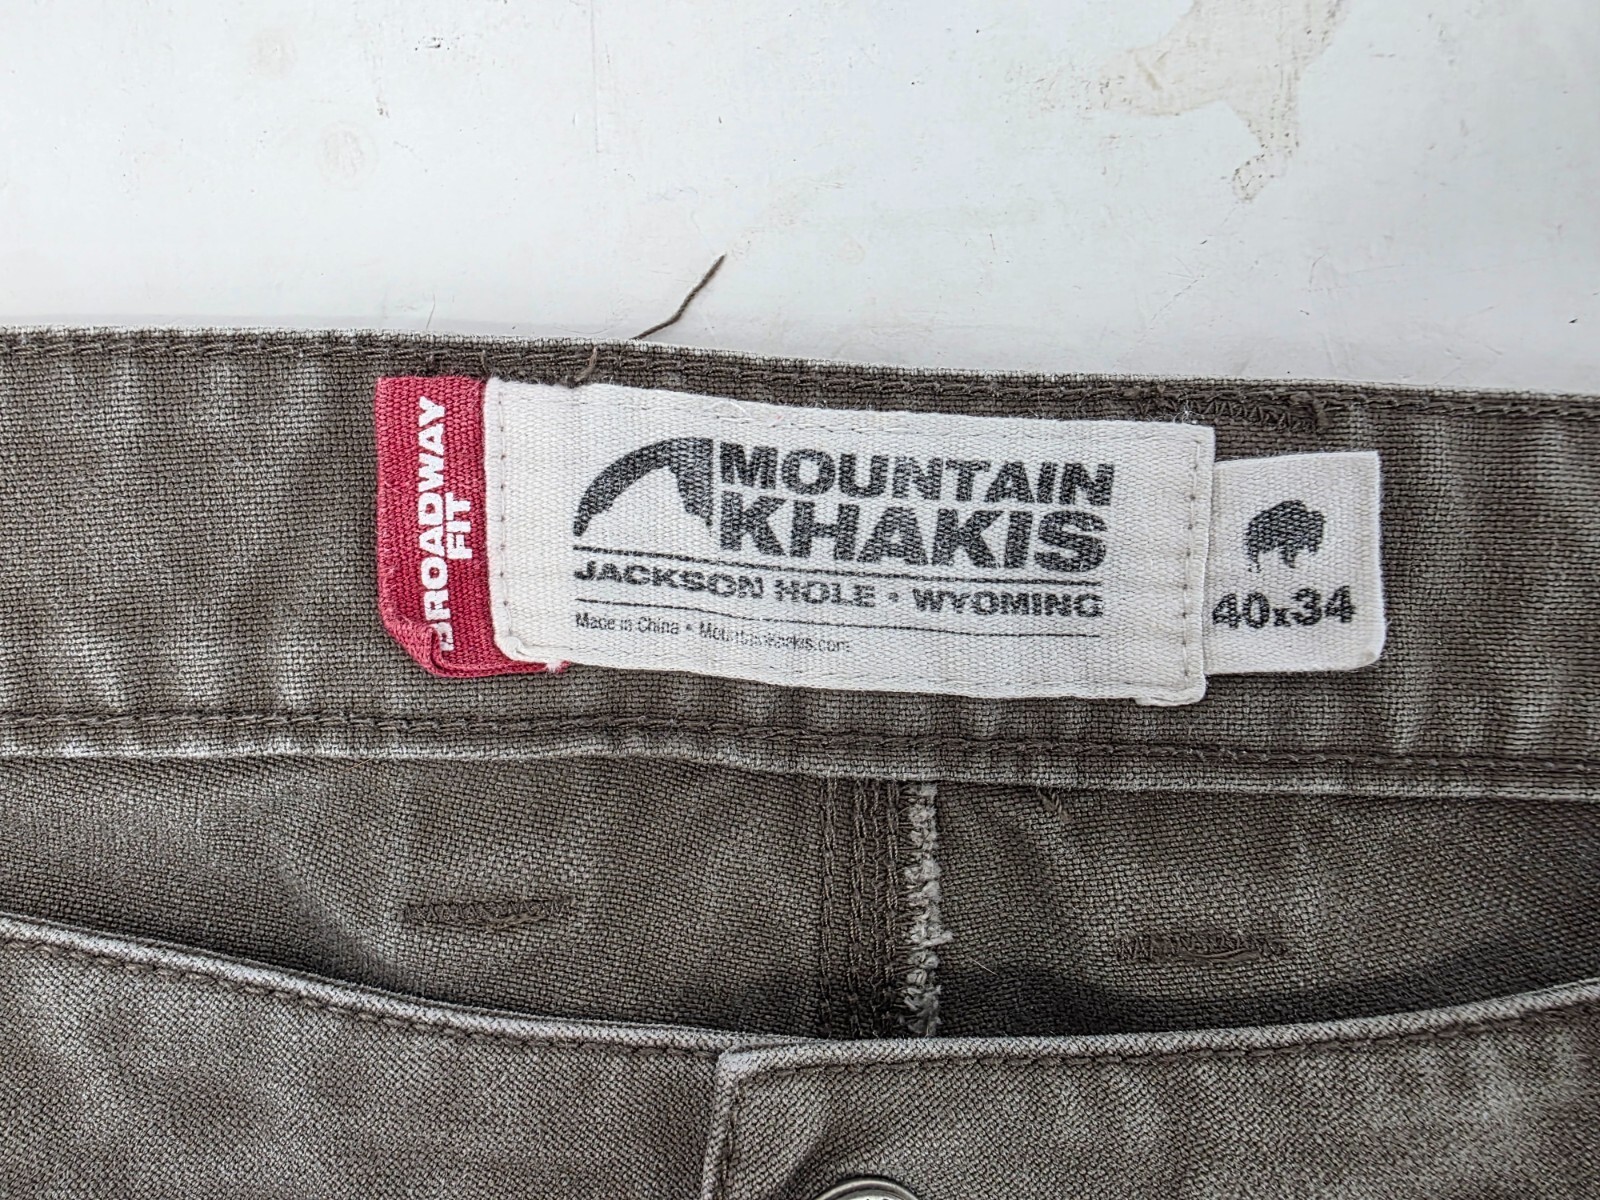 BROADWAY
FIT
MOUNTAIN
KHAKIS
JACKSON HOLE • WYOMING
Made in China • Mountainkhakis.com
40x34